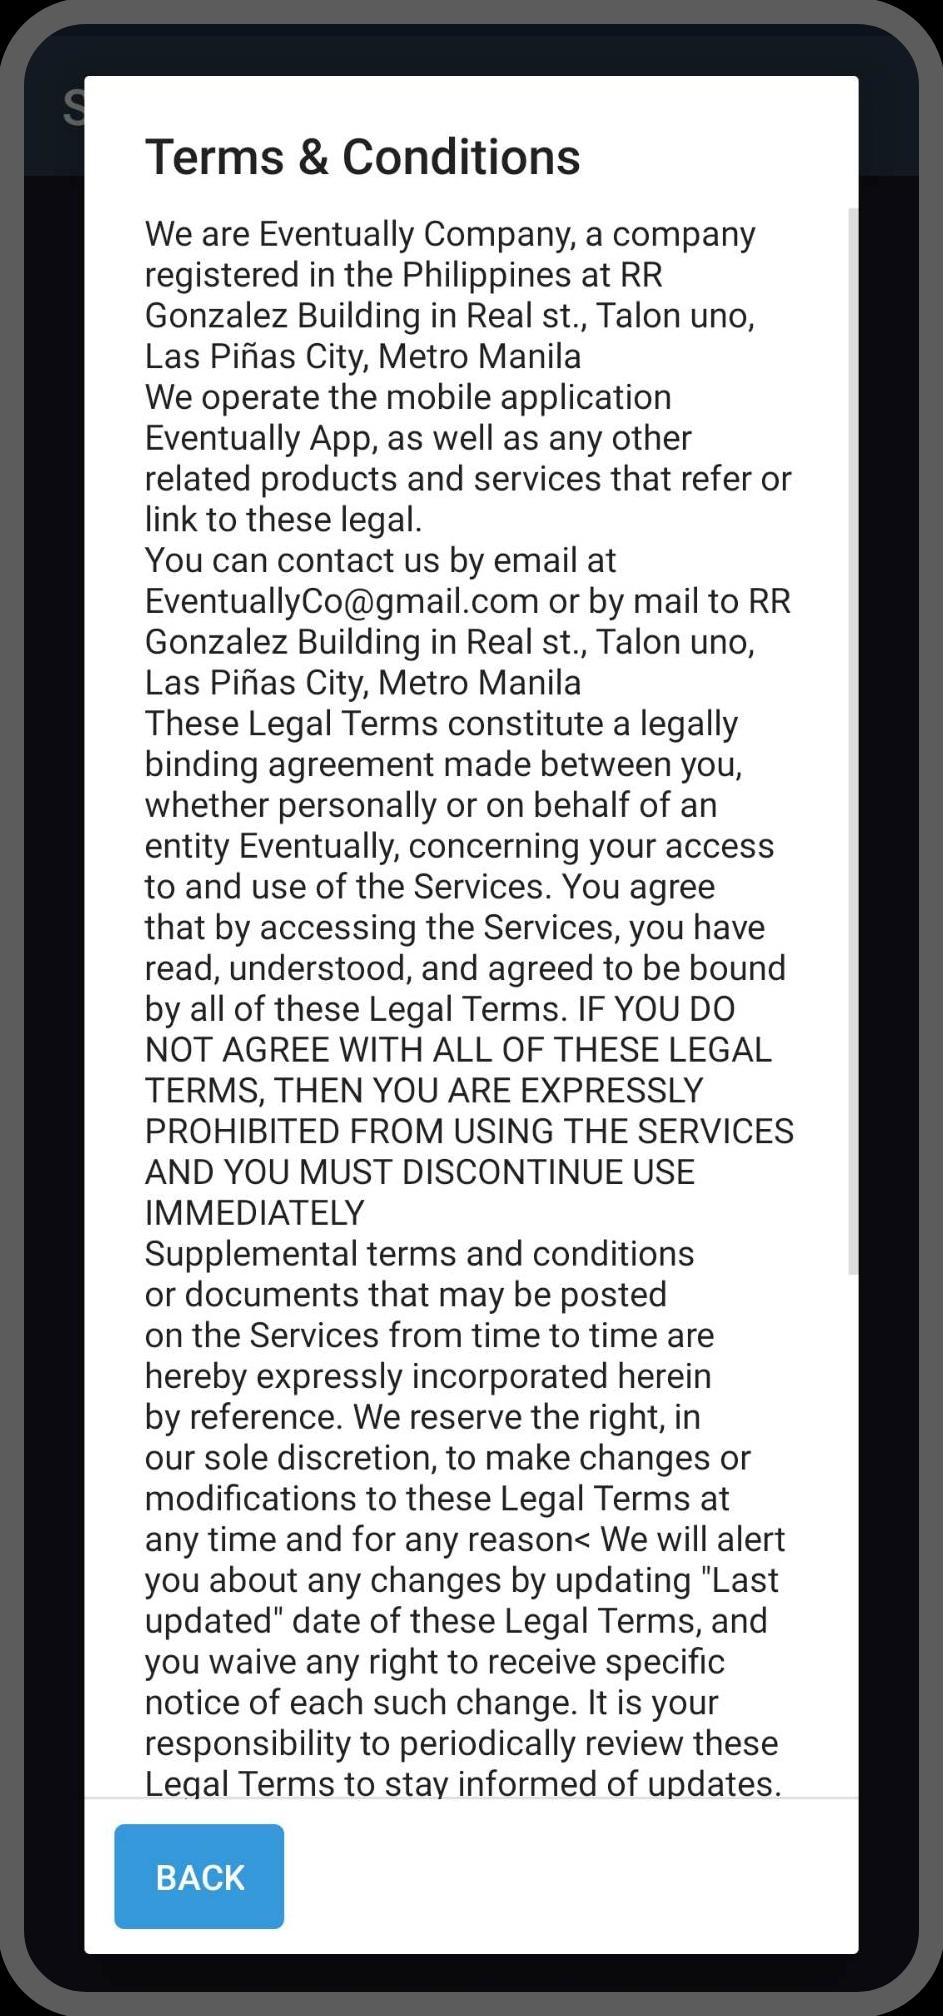 S
Terms & Conditions
We are Eventually Company, a company
registered in the Philippines at RR
Gonzalez Building in Real st., Talon uno,
Las Piñas City, Metro Manila
We operate the mobile application
Eventually App, as well as any other
related products and services that refer or
link to these legal.
You can contact us by email at
EventuallyCo@gmail.com or by mail to RR
Gonzalez Building in Real st., Talon uno,
Las Piñas City, Metro Manila
These Legal Terms constitute a legally
binding agreement made between you,
whether personally or on behalf of an
entity Eventually, concerning your access
to and use of the Services. You agree
that by accessing the Services, you have
read, understood, and agreed to be bound
by all of these Legal Terms. IF YOU DO
NOT AGREE WITH ALL OF THESE LEGAL
TERMS, THEN YOU ARE EXPRESSLY
PROHIBITED FROM USING THE SERVICES
AND YOU MUST DISCONTINUE USE
IMMEDIATELY
Supplemental terms and conditions
or documents that may be posted
on the Services from time to time are
hereby expressly incorporated herein
by reference. We reserve the right, in
our sole discretion, to make changes or
modifications to these Legal Terms at
any time and for any reason< We will alert
you about any changes by updating "Last
updated" date of these Legal Terms, and
you waive any right to receive specific
notice of each such change. It is your
responsibility to periodically review these
Legal Terms to stay informed of updates.
BACK